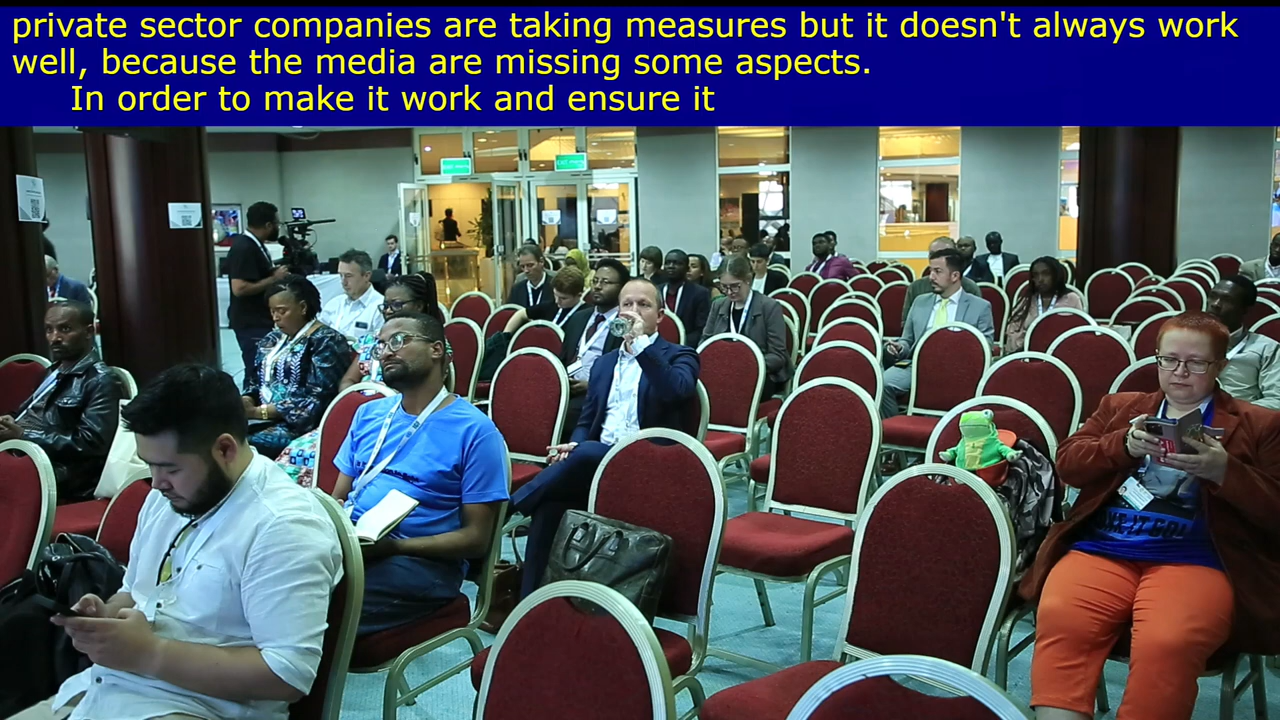 private sector companies are taking measures but it doesn't always work
well, because the media are missing some aspects.
In order to make it work and ensure it